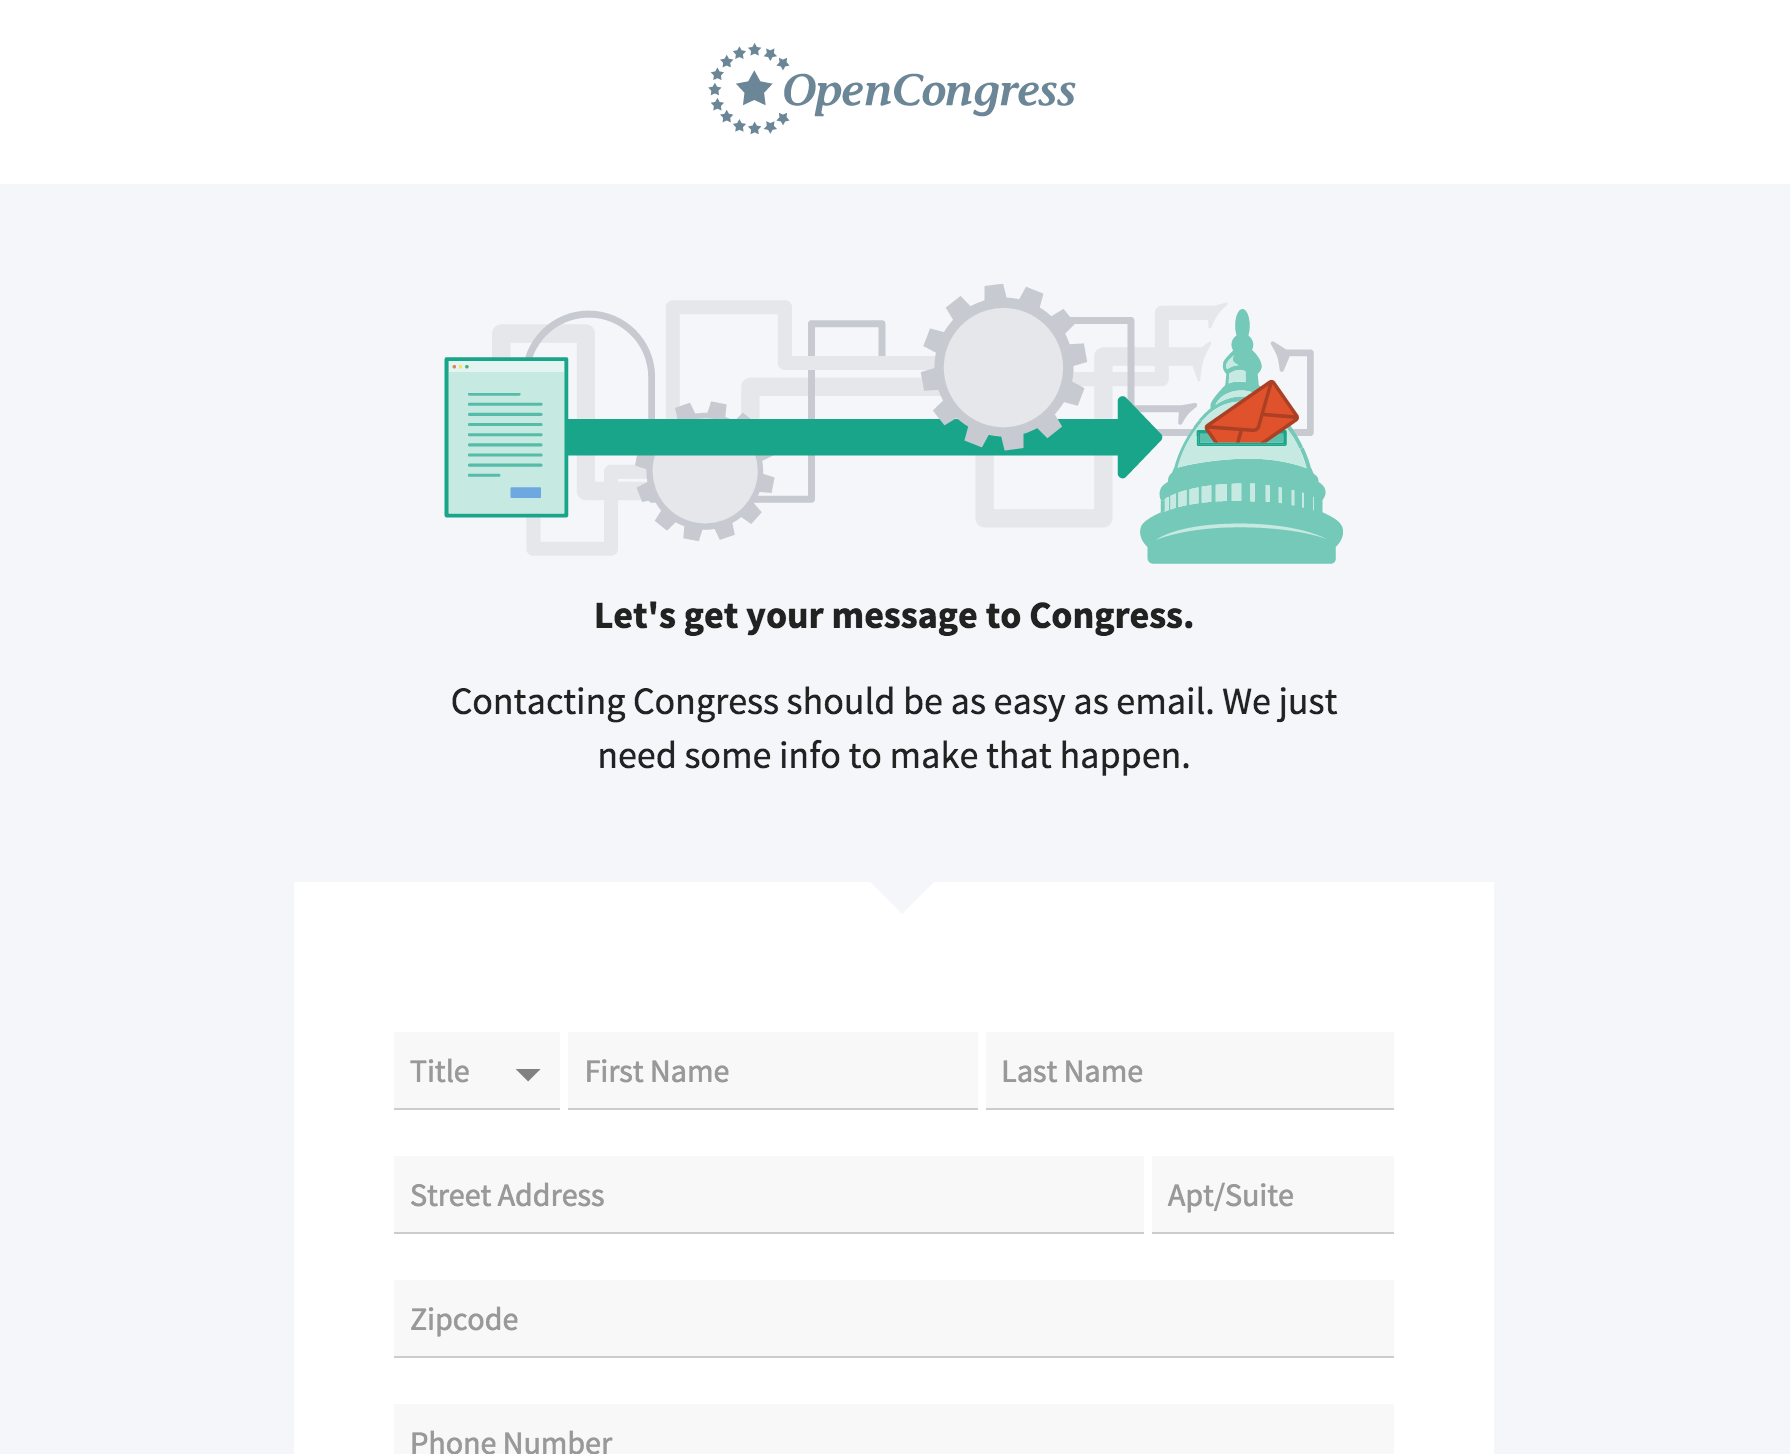 OpenCongress
Let's get your message to Congress.
Contacting Congress should be as easy as email. We just
need some info to make that happen.
Title
First Name
Last Name
Street Address
Apt/Suite
Zipcode
Phone Number